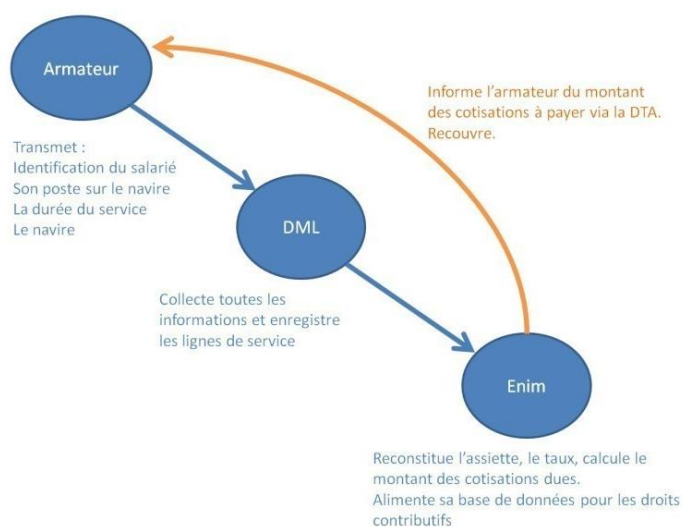 Armateur
Informe l'armateur du montant
des cotisations à payer via la DTA.
Recouvre.
Transmet :
Identification du salarié
Son poste sur le navire
La durée du service
Le navire
DML
Collecte toutes les
informations et enregistre
les lignes de service
Enim
Reconstitue l'assiette, le taux, calcule le
montant des cotisations dues.
Alimente sa base de données pour les droits
contributifs